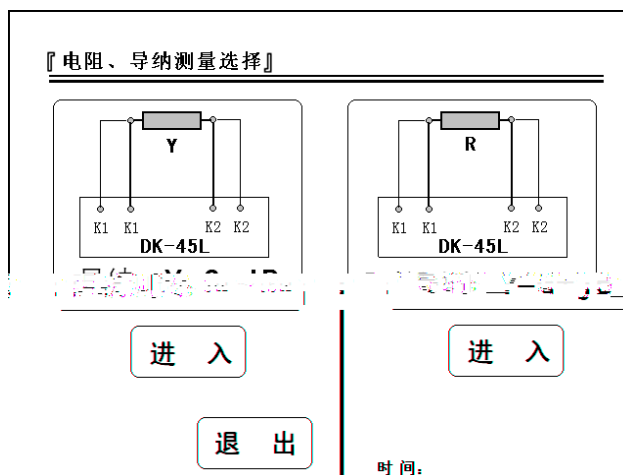 『电阻、导纳测量选择』
Y
K1 K1 K2 K2
DK-45L
R
K1 K1 K2 K2
DK-45L
进 入
进 入
退 出
时间: